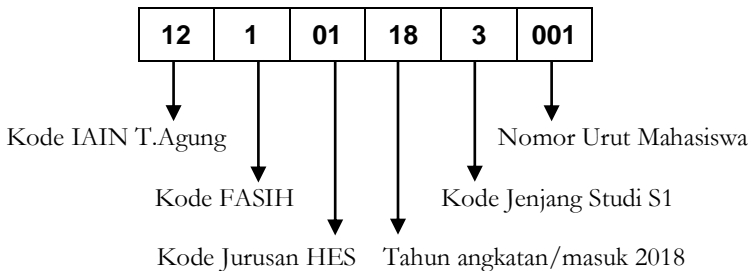 12 1 01 18 3 001
Kode IAIN T.Agung Nomor Urut Mahasiswa
Kode FASIH Kode Jenjang Studi S1
Kode Jurusan HES Tahun angkatan/masuk 2018